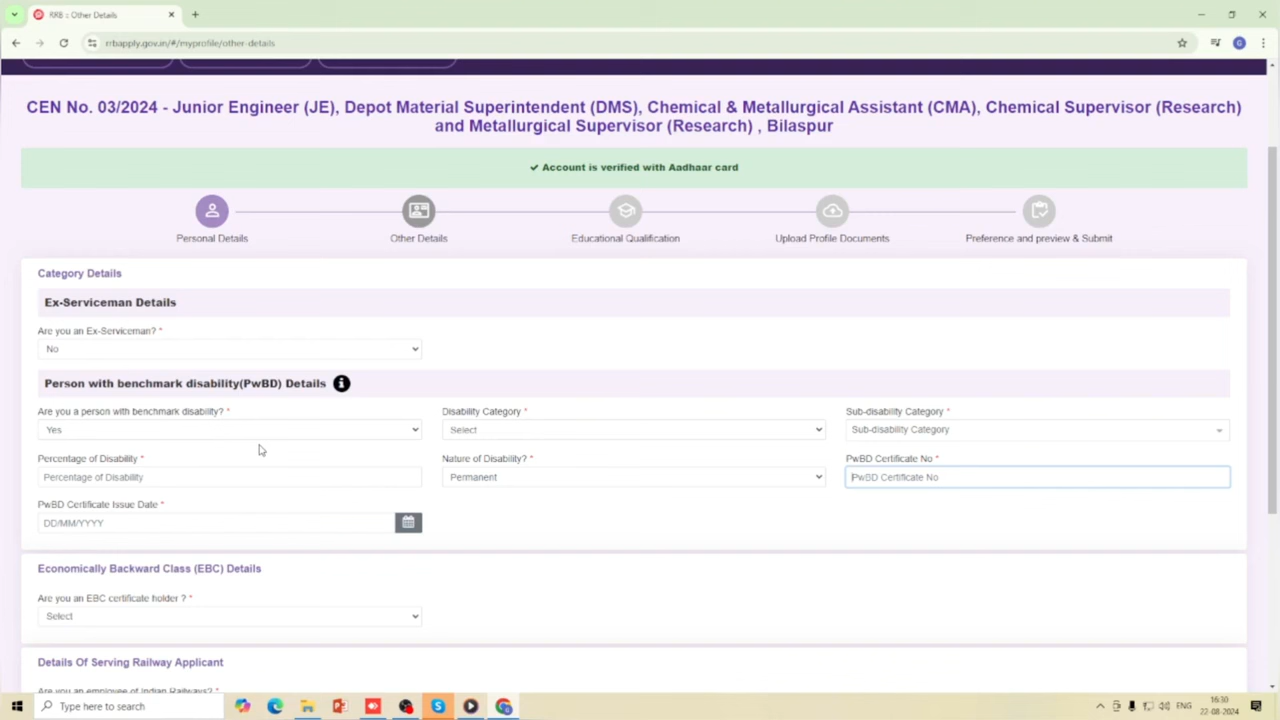 RRB : Other Details
rrbapply.gov.in/#/myprofile/other-details
G
CEN No. 03/2024 - Junior Engineer (JE), Depot Material Superintendent (DMS), Chemical & Metallurgical Assistant (CMA), Chemical Supervisor (Research)
and Metallurgical Supervisor (Research) , Bilaspur
Account is verified with Aadhaar card
Personal Details
Other Details
Educational Qualification
Upload Profile Documents
Preference and preview & Submit
Category Details
Ex-Serviceman Details
Are you an Ex-Serviceman? *
No
Person with benchmark disability(PwBD) Details
Are you a person with benchmark disability? *
Disability Category *
Sub-disability Category *
Yes
Select
Sub-disability Category
Percentage of Disability *
Nature of Disability? *
PwBD Certificate No *
Percentage of Disability
Permanent
PwBD Certificate No
PwBD Certificate Issue Date *
DD/MM/YYYY
Economically Backward Class (EBC) Details
Are you an EBC certificate holder ? *
Select
Details Of Serving Railway Applicant
Are you an employee of Indian Railways? *
Type here to search
ENG
16:30
22-08-2024